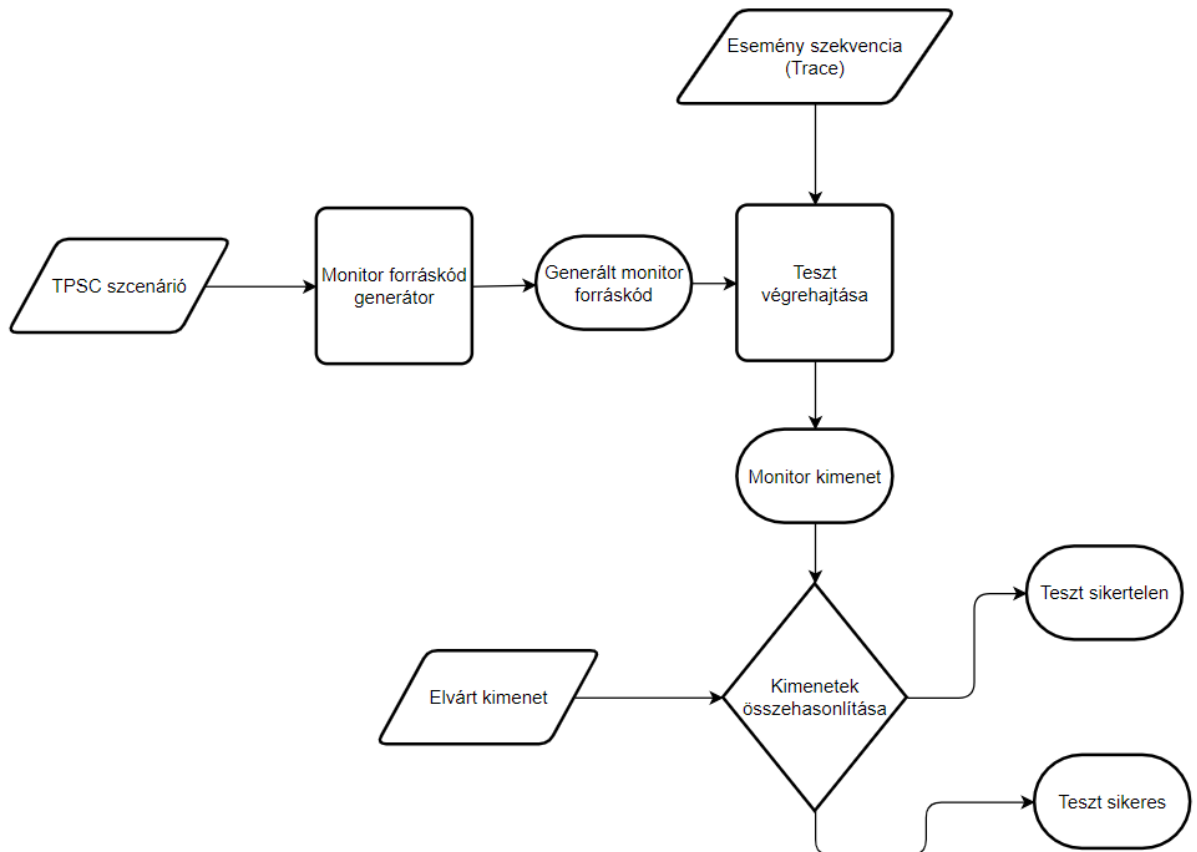 Esemény szekvencia
(Trace)
TPSC szcenárió
Monitor forráskód
generátor
Generált monitor
forráskód
Teszt
végrehajtása
Monitor kimenet
Teszt sikertelen
Elvárt kimenet
Kimenetek
összehasonlítása
Teszt sikeres